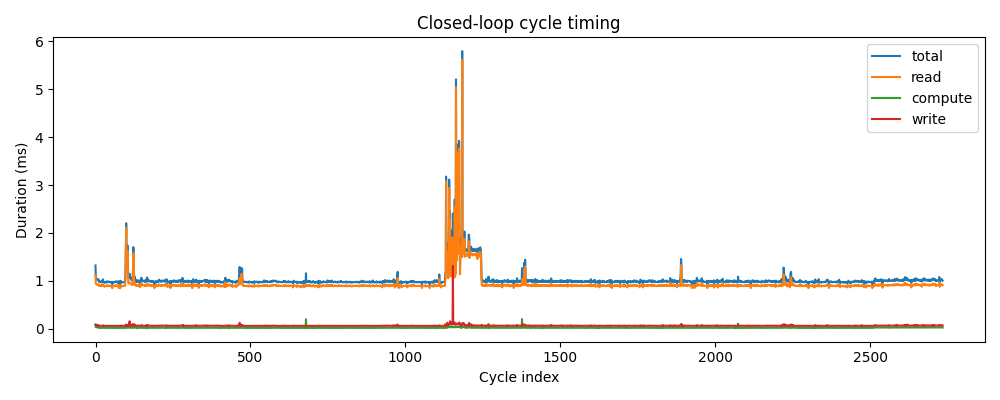 Closed-loop cycle timing
total
read
compute
write
Duration (ms)
6
5
4
3
2
1
0
0 500 1000 1500 2000 2500
Cycle index